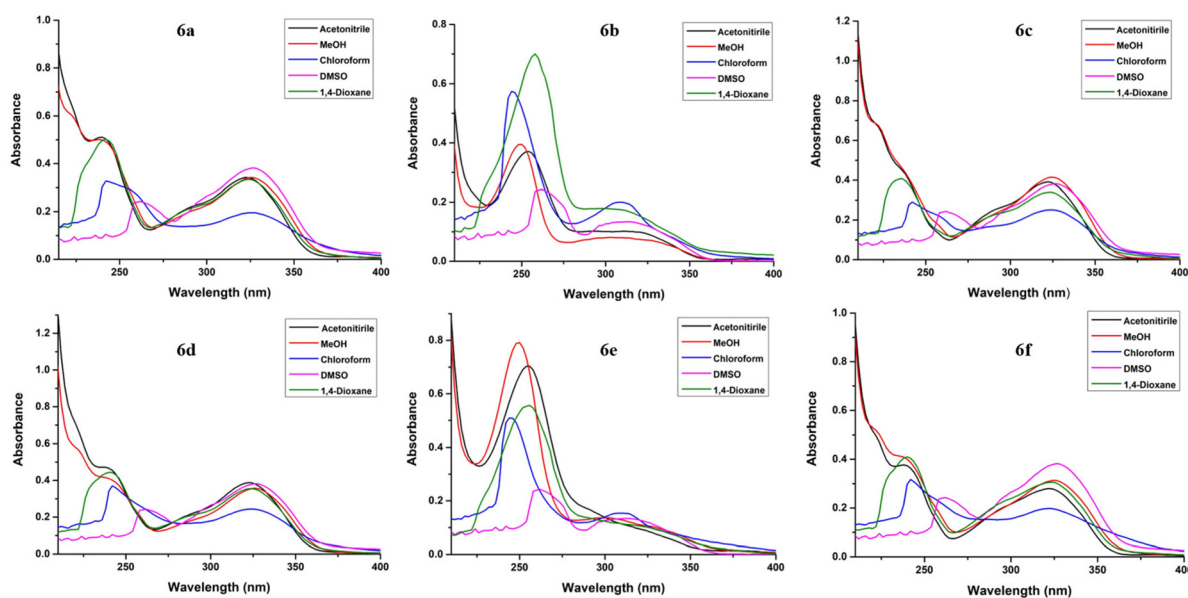 6a
Acetonitirile
MeOH
Chloroform
DMSO
1,4-Dioxane
Absorbance
1.0
0.8
0.6
0.4
0.2
0.0
250 300 350 400
Wavelength (nm)
6b
Acetonitirile
MeOH
Chloroform
DMSO
1,4-Dioxane
Absorbance
0.8
0.6
0.4
0.2
0.0
250 300 350 400
Wavelength (nm)
6c
Acetonitirile
MeOH
Chloroform
DMSO
1,4-Dioxane
Abosrbance
1.2
1.0
0.8
0.6
0.4
0.2
0.0
250 300 350 400
Wavelength (nm)
6d
Acetonitirile
MeOH
Chloroform
DMSO
1,4-Dioxane
Absorbance
1.2
1.0
0.8
0.6
0.4
0.2
0.0
250 300 350 400
Wavelength (nm)
6e
Acetonitirile
MeOH
Chloroform
DMSO
1,4-Dioxane
Absorbance
0.8
0.6
0.4
0.2
0.0
250 300 350 400
Wavelength (nm)
6f
Acetonitirile
MeOH
Chloroform
DMSO
1,4-Dioxane
Absorbance
1.0
0.8
0.6
0.4
0.2
0.0
250 300 350 400
Wavelength (nm)